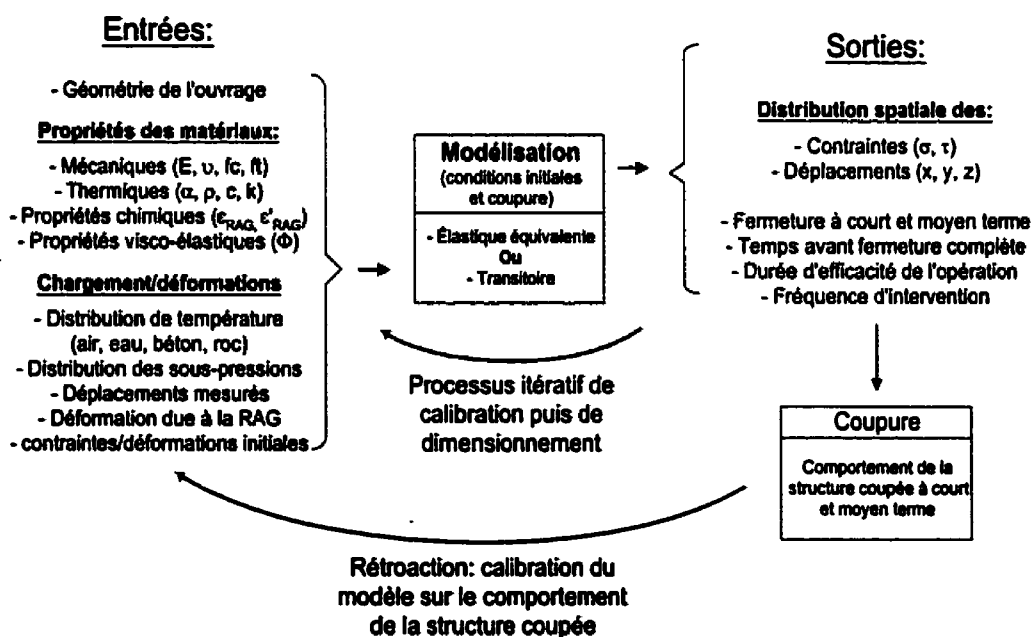 Entrées:
- Géométrie de l'ouvrage
Propriétés des matériaux:
- Mécaniques (E, υ, fc, ft)
- Thermiques (α, ρ, c, k)
- Propriétés chimiques (εRAG, ε'RAG)
- Propriétés visco-élastiques (Φ)
Chargement/déformations
- Distribution de température
(air, eau, béton, roc)
- Distribution des sous-pressions
- Déplacements mesurés
- Déformation due à la RAG
- contraintes/déformations initiales
Modélisation
(conditions initiales
et coupure)
- Élastique équivalente
Ou
- Transitoire
Processus itératif de
calibration puis de
dimensionnement
Sorties:
Distribution spatiale des:
- Contraintes (σ, τ)
- Déplacements (x, y, z)
- Fermeture à court et moyen terme
- Temps avant fermeture complète
- Durée d'efficacité de l'opération
- Fréquence d'intervention
Coupure
Comportement de la
structure coupée à court
et moyen terme
Rétroaction: calibration du
modèle sur le comportement
de la structure coupée